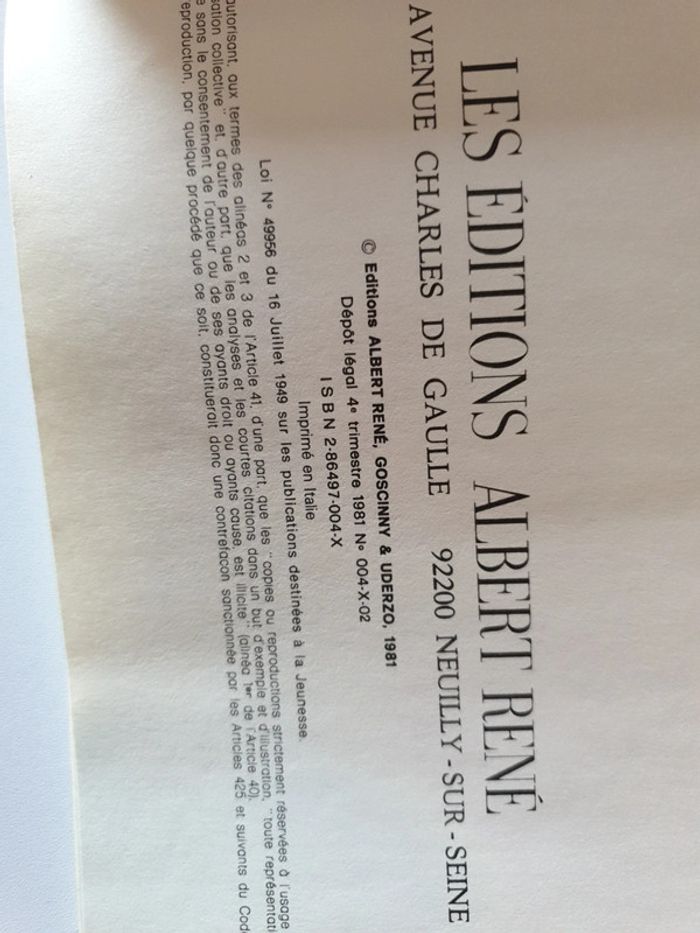 LES ÉDITIONS ALBERT RENÉ
AVENUE CHARLES DE GAULLE 92200 NEUILLY - SUR - SEINE
© Editions ALBERT RENÉ, GOSCINNY & UDERZO, 1981
Dépôt légal 4e trimestre 1981 N° 004-X-02
ISBN 2-86497-004-X
Imprimé en Italie
Loi N° 49956 du 16 Juillet 1949 sur les publications destinées à la Jeunesse.
autorisant, aux termes des alinéas 2 et 3 de l'Article 41, d'une part, que les "copies ou reproductions strictement réservées à l'usage
sation collective" et, d'autre part, que les analyses et les courtes citations dans un but d'exemple et d'illustration, "toute représentati
e sans le consentement de l'auteur ou de ses ayants droit ou ayants cause, est illicite" (alinéa 1er de l'Article 40).
eproduction, par quelque procédé que ce soit, constituerait donc une contrefaçon sanctionnée par les Articles 425 et suivants du Code